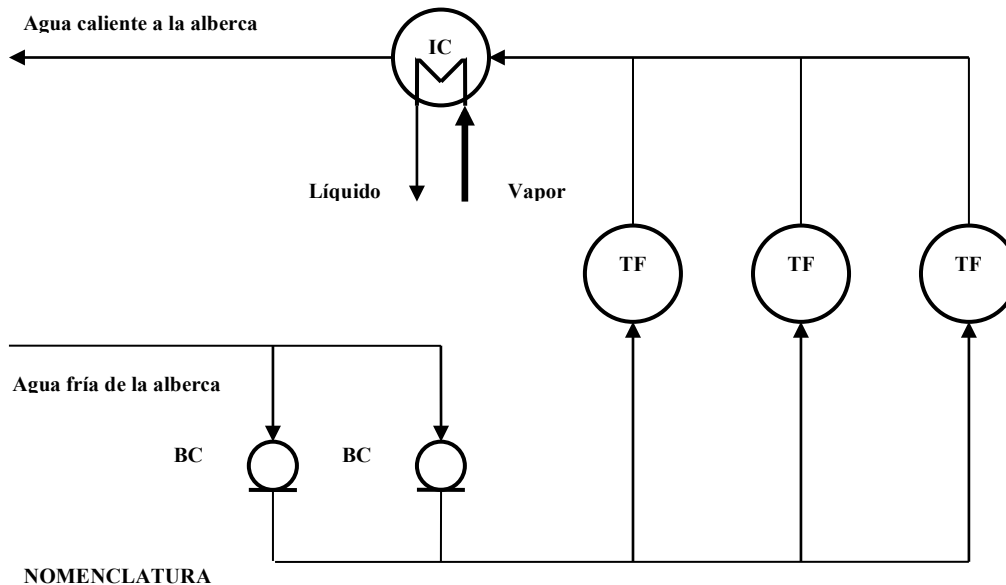 Agua caliente a la alberca
IC
Líquido
Vapor
TF
TF
TF
Agua fría de la alberca
BC
BC
NOMENCLATURA